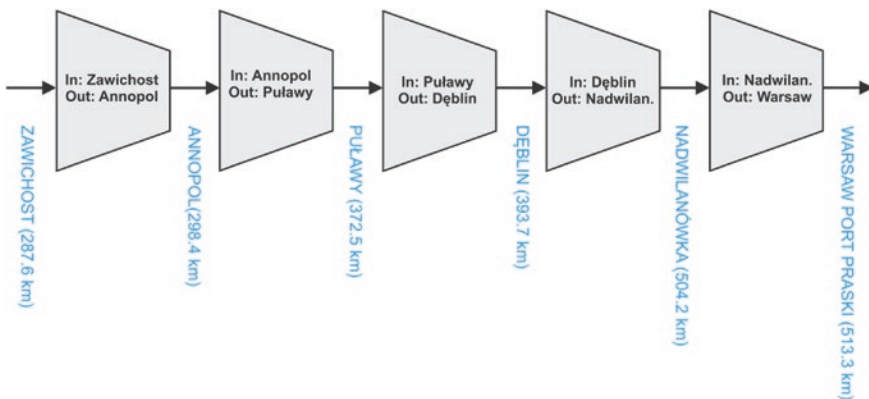 In: Zawichost
Out: Annopol
In: Annopol
Out: Puławy
In: Puławy
Out: Dęblin
In: Dęblin
Out: Nadwilan.
In: Nadwilan.
Out: Warsaw
ZAWICHOST (287.6 km)
ANNOPOL(298.4 km)
PUŁAWY (372.5 km)
DĘBLIN (393.7 km)
NADWILANÓWKA (504.2 km)
WARSAW PORT PRASKI (513.3 km)